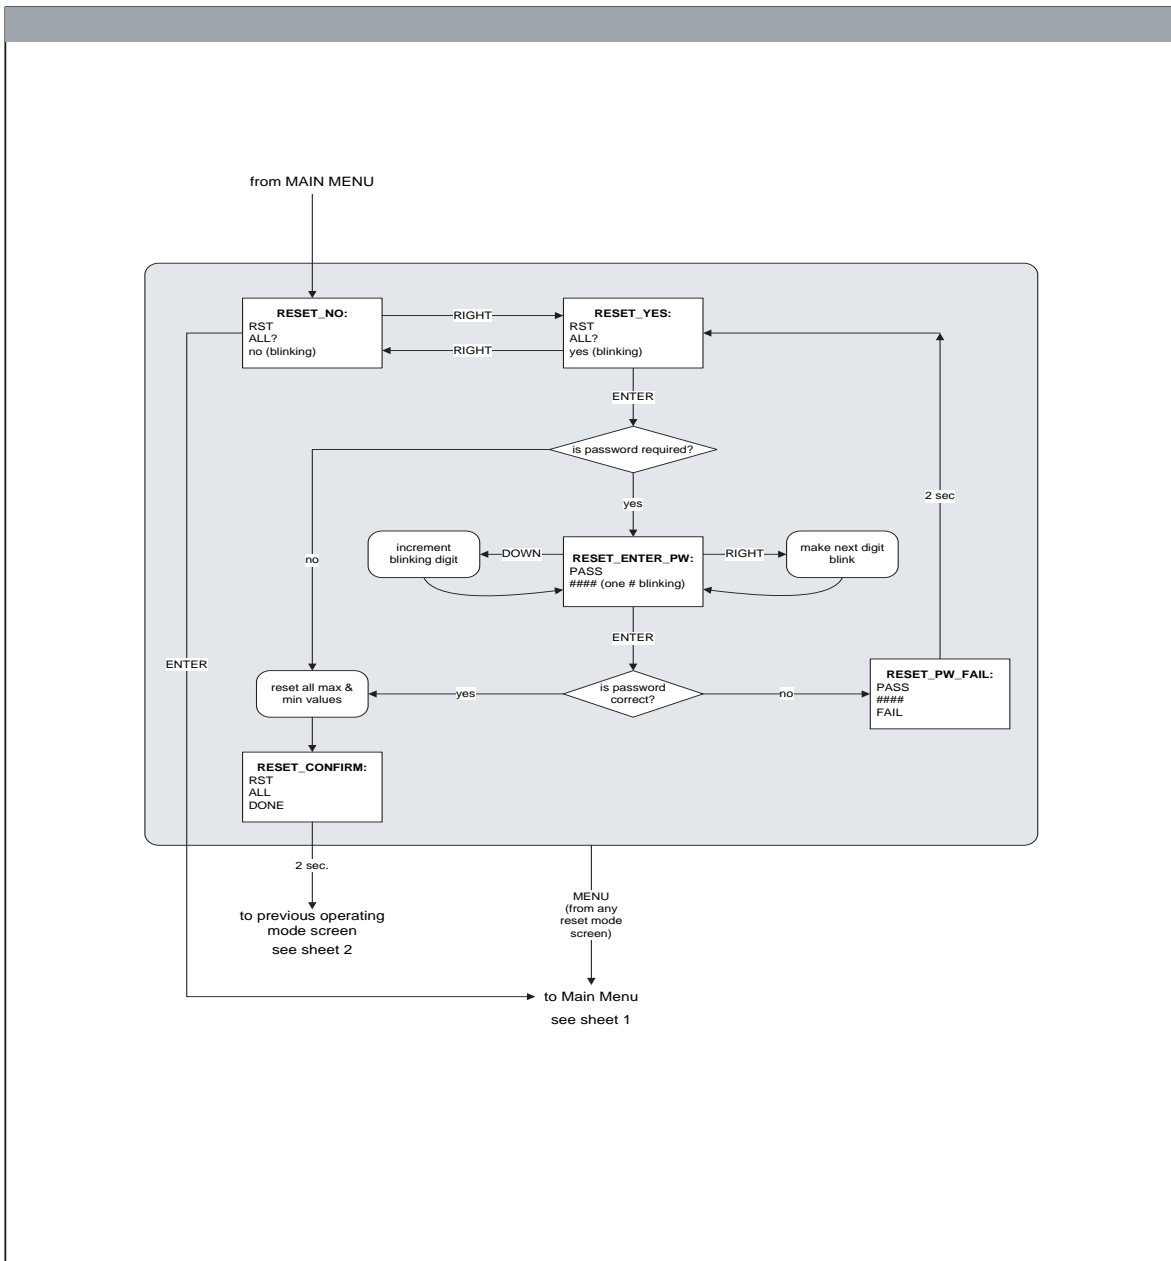 from MAIN MENU
RESET_NO:
RST
ALL?
no (blinking)
RIGHT
RIGHT
RESET_YES:
RST
ALL?
yes (blinking)
ENTER
is password required?
yes
no
2 sec
increment
blinking digit
DOWN
RESET_ENTER_PW:
PASS
#### (one # blinking)
RIGHT
make next digit
blink
ENTER
ENTER
reset all max &
min values
yes
is password
correct?
no
RESET_PW_FAIL:
PASS
####
FAIL
RESET_CONFIRM:
RST
ALL
DONE
2 sec.
to previous operating
mode screen
see sheet 2
MENU
(from any
reset mode
screen)
to Main Menu
see sheet 1